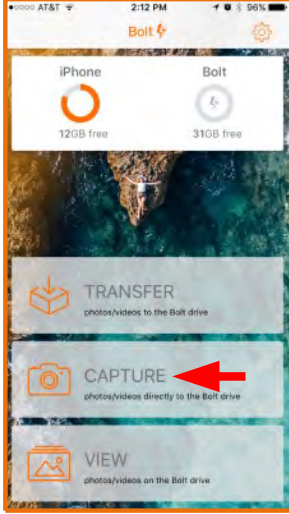 AT&T 2:12 PM 96%
Bolt
iPhone Bolt
12GB free 31GB free
TRANSFER
photos/videos to the Bolt drive
CAPTURE
photos/videos directly to the Bolt drive
VIEW
photos/videos on the Bolt drive